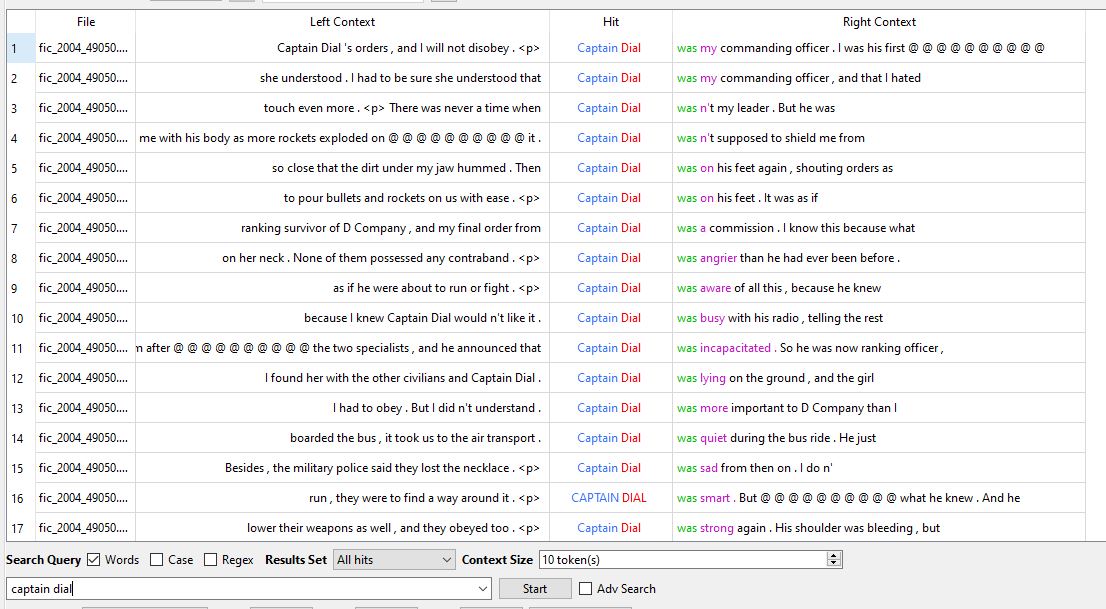 File Left Context Hit Right Context
1 fic_2004_49050.... Captain Dial 's orders , and I will not disobey . <p> Captain Dial was my commanding officer . I was his first @ @ @ @ @ @ @ @ @ @
2 fic_2004_49050.... she understood . I had to be sure she understood that Captain Dial was my commanding officer , and that I hated
3 fic_2004_49050.... touch even more . <p> There was never a time when Captain Dial was n't my leader . But he was
4 fic_2004_49050.... me with his body as more rockets exploded on @ @ @ @ @ @ @ @ @ @ it . Captain Dial was n't supposed to shield me from
5 fic_2004_49050.... so close that the dirt under my jaw hummed . Then Captain Dial was on his feet again , shouting orders as
6 fic_2004_49050.... to pour bullets and rockets on us with ease . <p> Captain Dial was on his feet . It was as if
7 fic_2004_49050.... ranking survivor of D Company , and my final order from Captain Dial was a commission . I know this because what
8 fic_2004_49050.... on her neck . None of them possessed any contraband . <p> Captain Dial was angrier than he had ever been before .
9 fic_2004_49050.... as if he were about to run or fight . <p> Captain Dial was aware of all this , because he knew
10 fic_2004_49050.... because I knew Captain Dial would n't like it . Captain Dial was busy with his radio , telling the rest
11 fic_2004_49050.... after @ @ @ @ @ @ @ @ @ @ the two specialists , and he announced that Captain Dial was incapacitated . So he was now ranking officer ,
12 fic_2004_49050.... I found her with the other civilians and Captain Dial . Captain Dial was lying on the ground , and the girl
13 fic_2004_49050.... I had to obey . But I did n't understand . Captain Dial was more important to D Company than I
14 fic_2004_49050.... boarded the bus , it took us to the air transport . Captain Dial was quiet during the bus ride . He just
15 fic_2004_49050.... Besides , the military police said they lost the necklace . <p> Captain Dial was sad from then on . I do n'
16 fic_2004_49050.... run , they were to find a way around it . <p> CAPTAIN DIAL was smart . But @ @ @ @ @ @ @ @ @ @ what he knew . And he
17 fic_2004_49050.... lower their weapons as well , and they obeyed too . <p> Captain Dial was strong again . His shoulder was bleeding , but
Search Query Words Case Regex Results Set All hits Context Size 10 token(s)
captain dial Start Adv Search